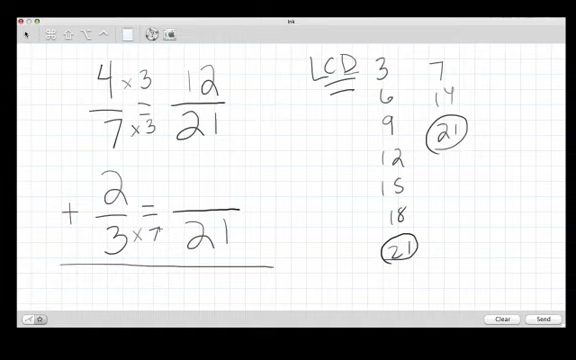 Ink
4 × 3 = 12
7 × 3 21
+ 2 =
3 × 7 21
LCD 3 7
6 14
9 21
12
15
18
21
Clear Send